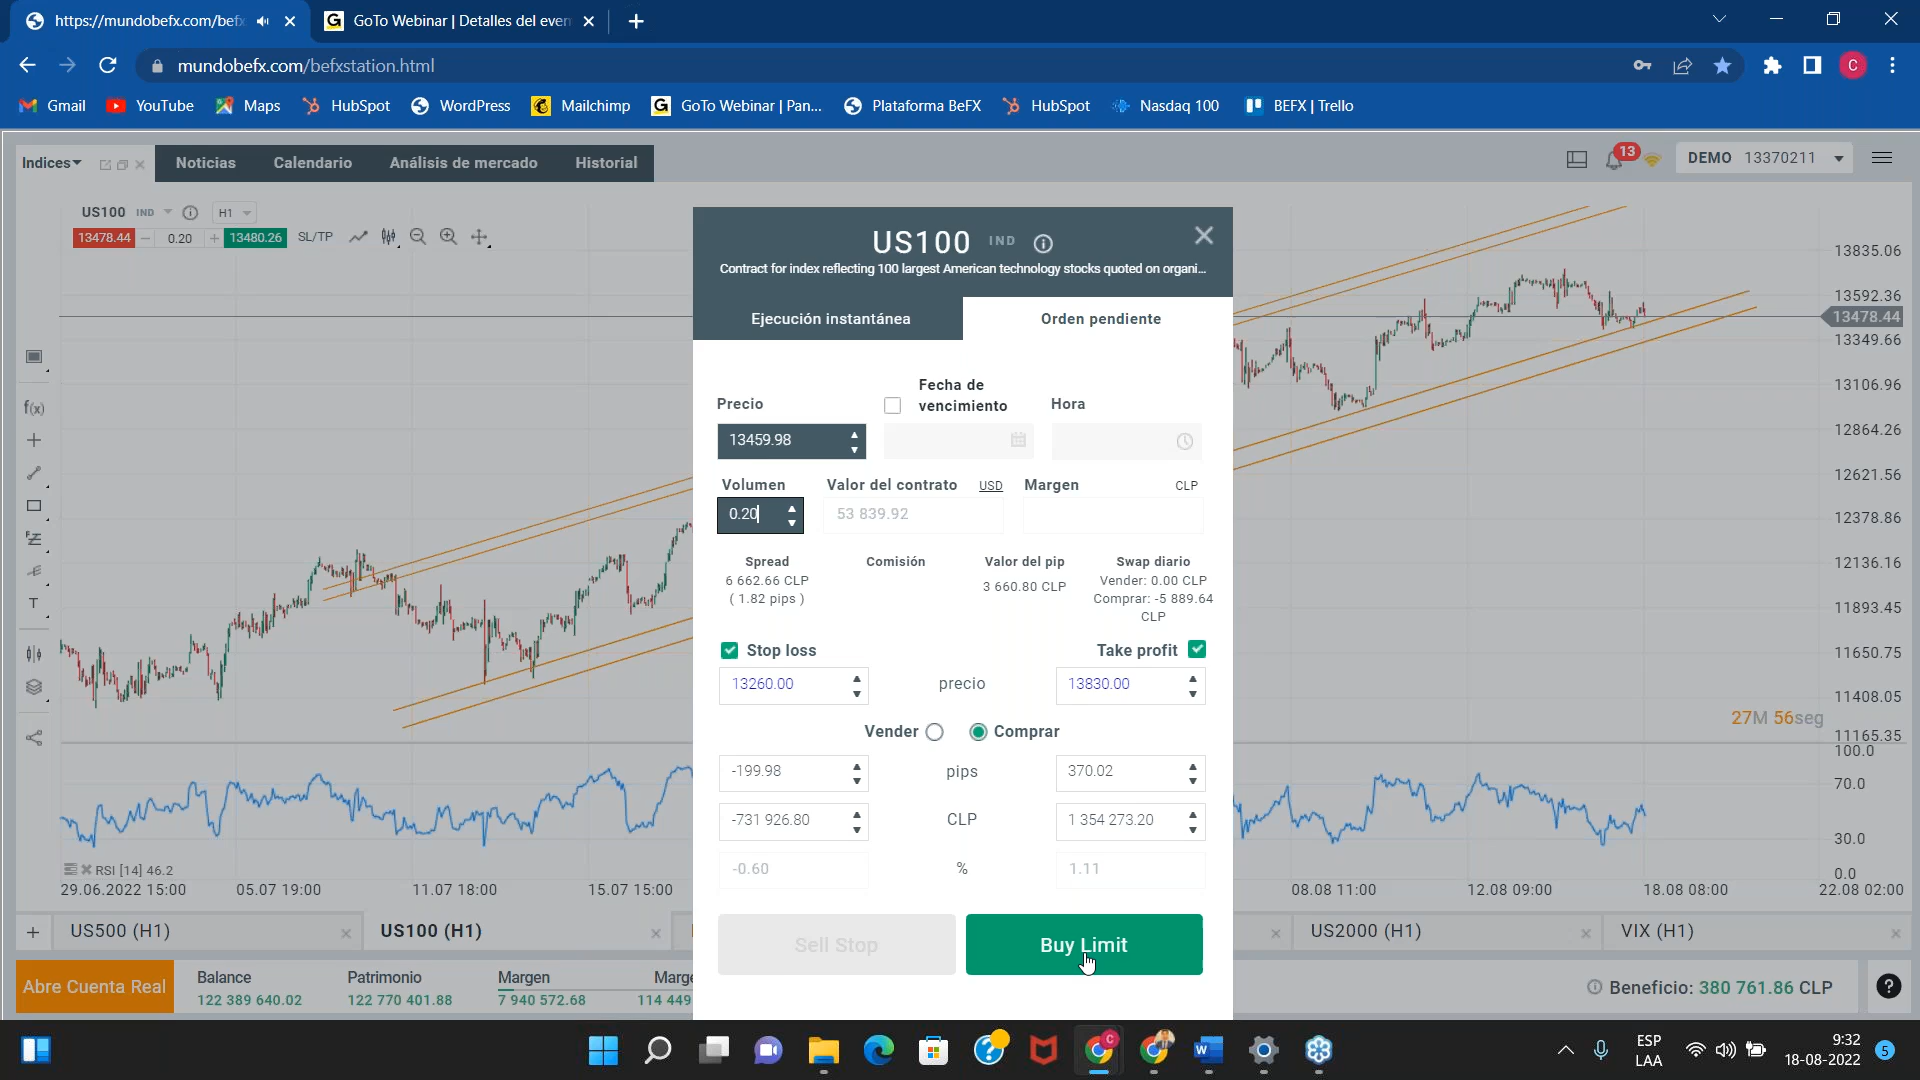 https://mundobefx.com/bef
GoTo Webinar | Detalles del even
mundobefx.com/befxstation.html
C
Gmail
YouTube
Maps
HubSpot
WordPress
Mailchimp
GoTo Webinar | Pan...
Plataforma BeFX
HubSpot
Nasdaq 100
BEFX | Trello
Indices
Noticias
Calendario
Análisis de mercado
Historial
13
DEMO 13370211
US100 IND H1
13478.44 0.20 13480.26 SL/TP
US100 IND
Contract for index reflecting 100 largest American technology stocks quoted on organi...
Ejecución instantánea
Orden pendiente
Precio
Fecha de
vencimiento
Hora
13459.98
Volumen
Valor del contrato USD
Margen CLP
0.20
53 839.92
Spread
6 662.66 CLP
( 1.82 pips )
Comisión
Valor del pip
3 660.80 CLP
Swap diario
Vender: 0.00 CLP
Comprar: -5 889.64
CLP
Stop loss
Take profit
13260.00 precio 13830.00
Vender Comprar
-199.98 pips 370.02
-731 926.80 CLP 1 354 273.20
-0.60 % 1.11
Sell Stop
Buy Limit
f(x)
T
13835.06
13592.36
13478.44
13349.66
13106.96
12864.26
12621.56
12378.86
12136.16
11893.45
11650.75
11408.05
27M 56seg
11165.35
100.0
70.0
30.0
0.0
RSI [14] 46.2
29.06.2022 15:00
05.07 19:00
11.07 18:00
15.07 15:00
08.08 11:00
12.08 09:00
18.08 08:00
22.08 02:00
US500 (H1)
US100 (H1)
US2000 (H1)
VIX (H1)
Abre Cuenta Real
Balance
122 389 640.02
Patrimonio
122 770 401.88
Margen
7 940 572.68
Marge
114 449
Beneficio: 380 761.86 CLP
ESP
LAA
9:32
18-08-2022
5